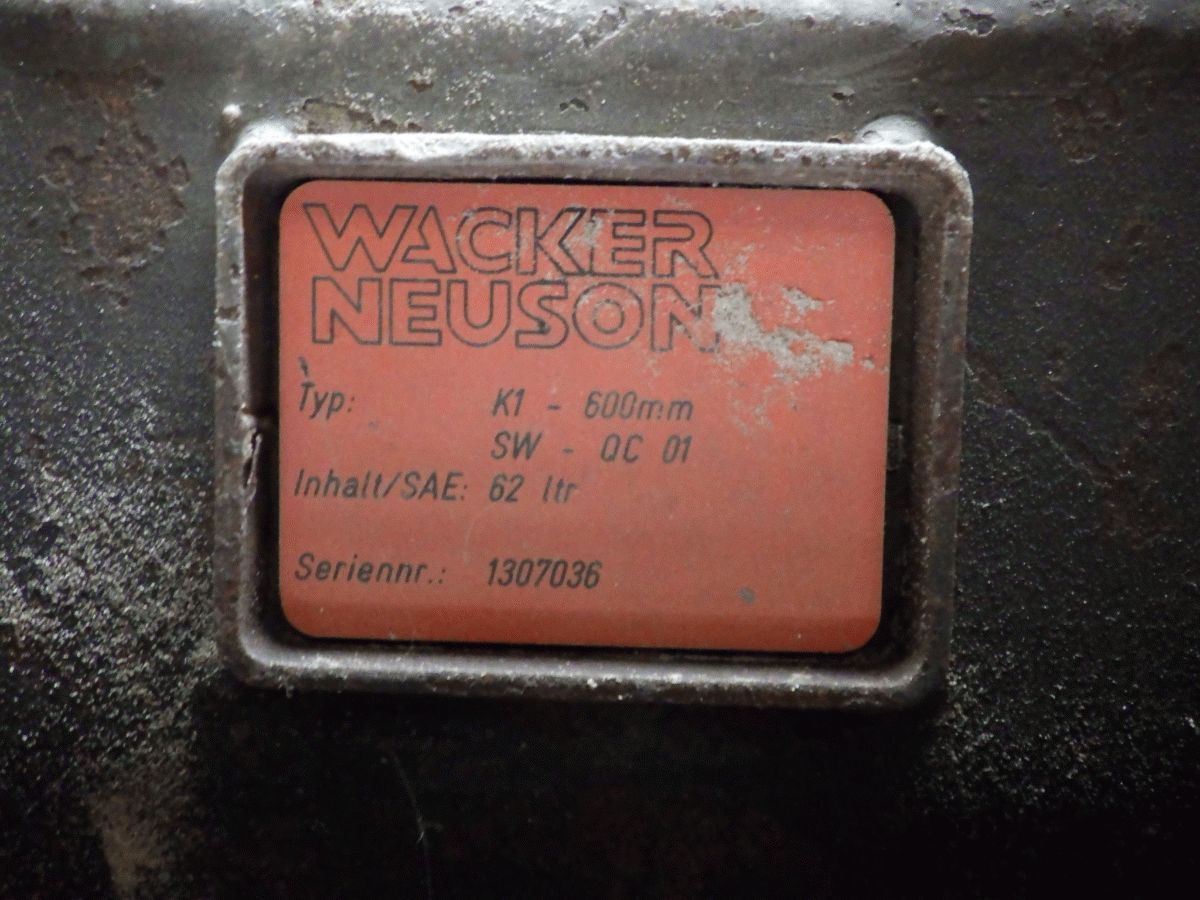 WACKER
NEUSON
Typ: K1 - 600mm
SW - QC 01
Inhalt/SAE: 62 ltr
Seriennr.: 1307036